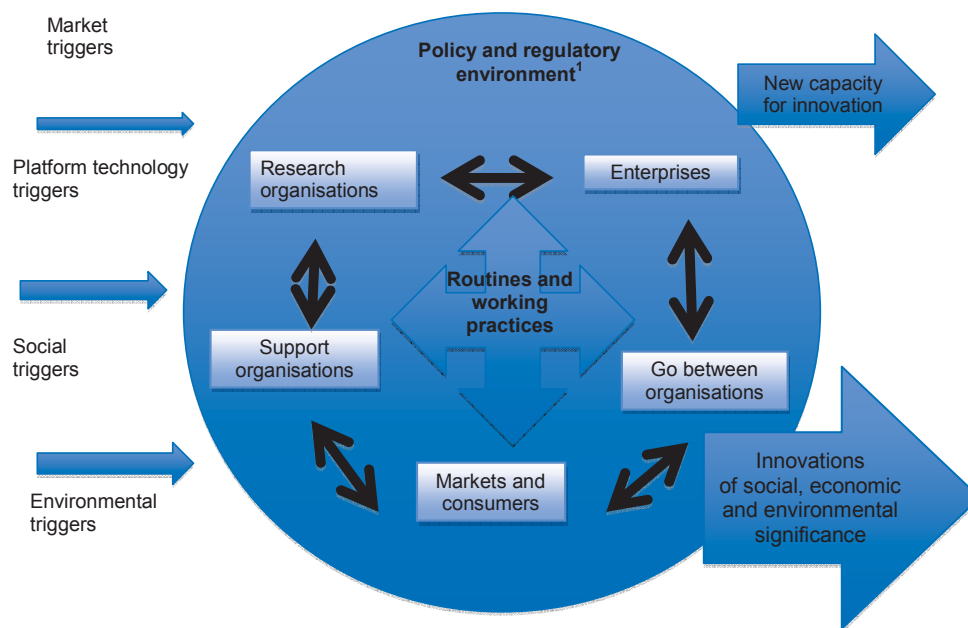 Market
triggers
Policy and regulatory
environment¹
New capacity
for innovation
Platform technology
triggers
Research
organisations
Enterprises
Routines and
working
practices
Social
triggers
Support
organisations
Go between
organisations
Markets and
consumers
Environmental
triggers
Innovations
of social, economic
and environmental
significance